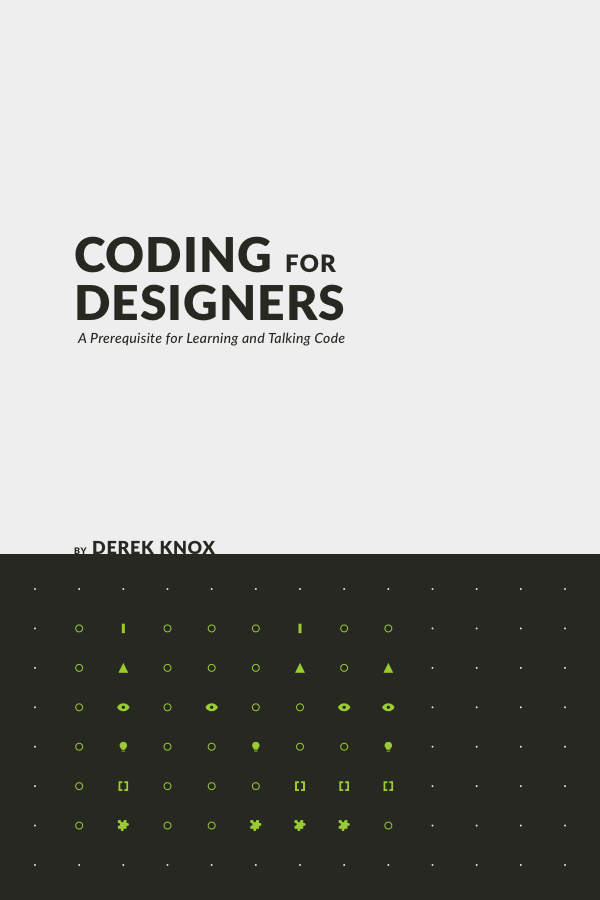 CODING FOR
DESIGNERS
A Prerequisite for Learning and Talking Code
BY DEREK KNOX